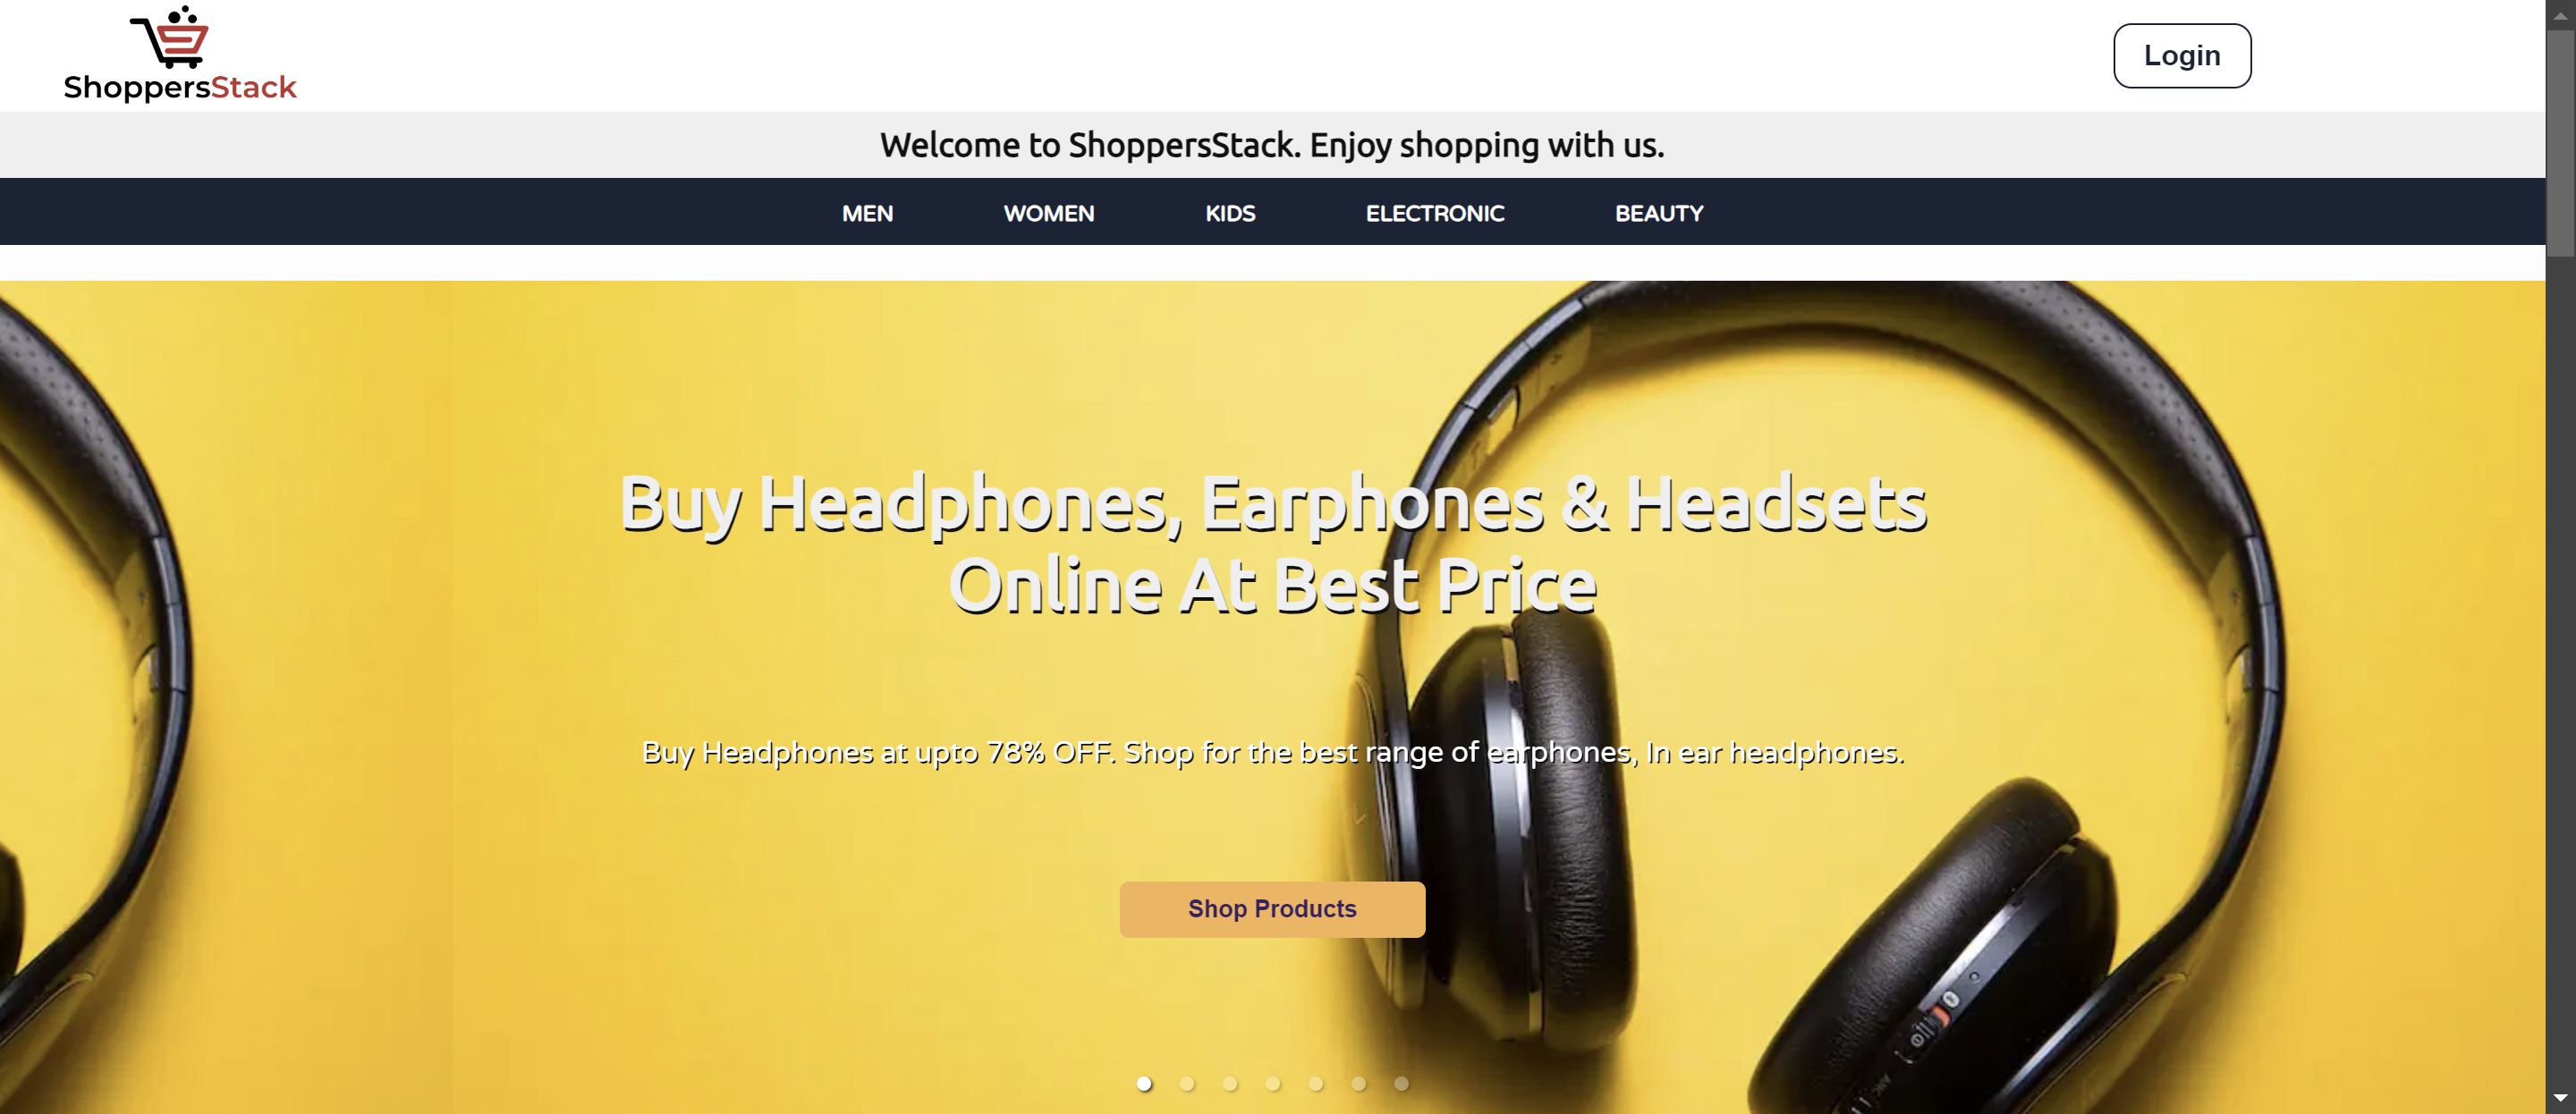 ShoppersStack
Login
Welcome to ShoppersStack. Enjoy shopping with us.
MEN WOMEN KIDS ELECTRONIC BEAUTY
Buy Headphones, Earphones & Headsets
Online At Best Price
Buy Headphones at upto 78% OFF. Shop for the best range of earphones, In ear headphones.
Shop Products